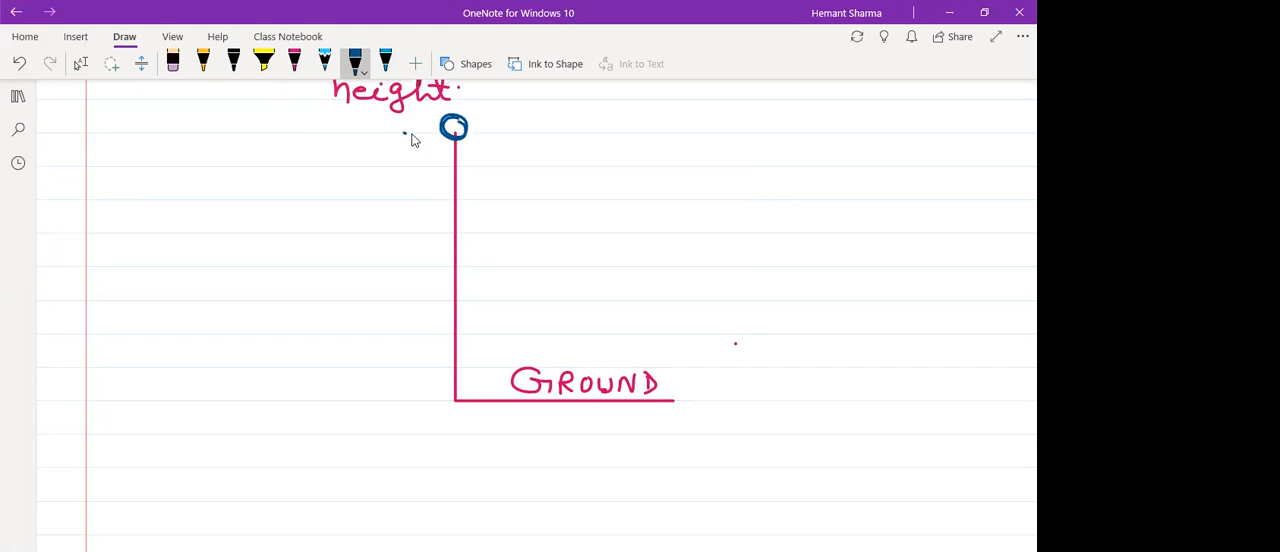 OneNote for Windows 10
Hemant Sharma
Home Insert Draw View Help Class Notebook
Share
Shapes Ink to Shape Ink to Text
height.
GROUND